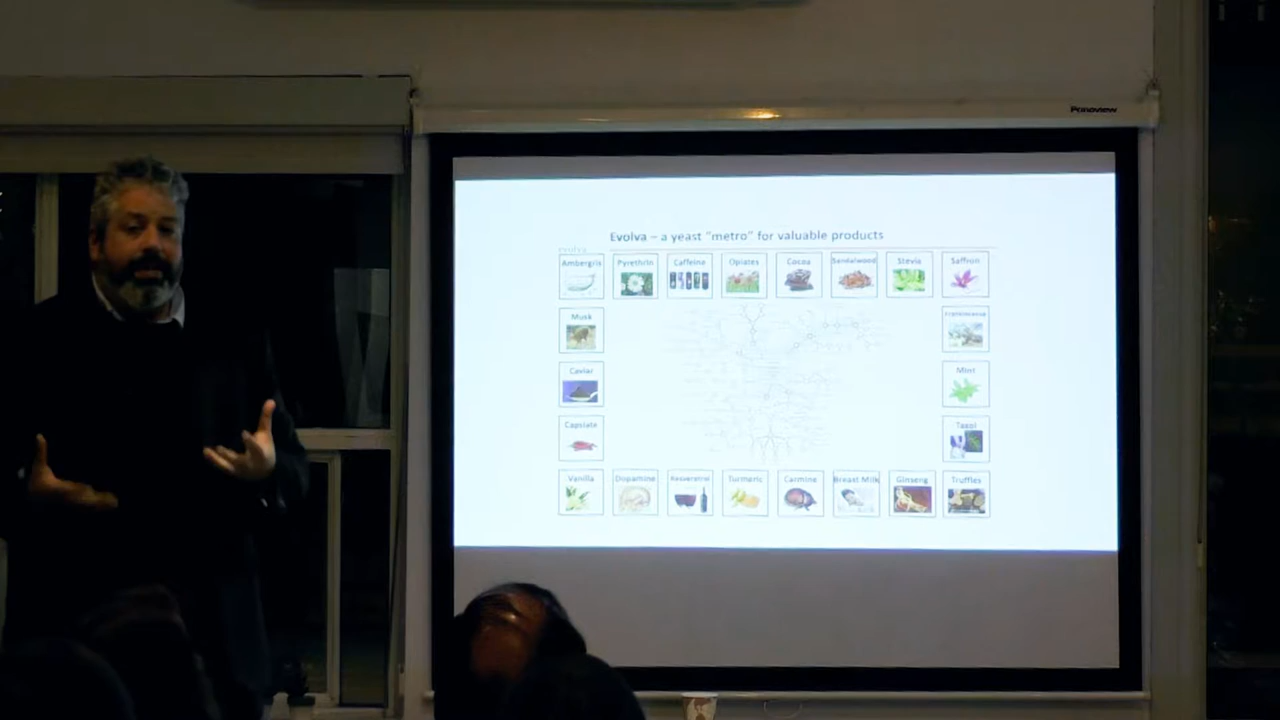 Panoview
Evolva – a yeast "metro" for valuable products
evolva
Ambergris
Pyrethrin
Caffeine
Opiates
Cocoa
Sandalwood
Stevia
Saffron
Musk
Caviar
Mint
Capsiate
Taxol
Vanilla
Dopamine
Resveratrol
Turmeric
Carmine
Breast Milk
Ginseng
Truffles